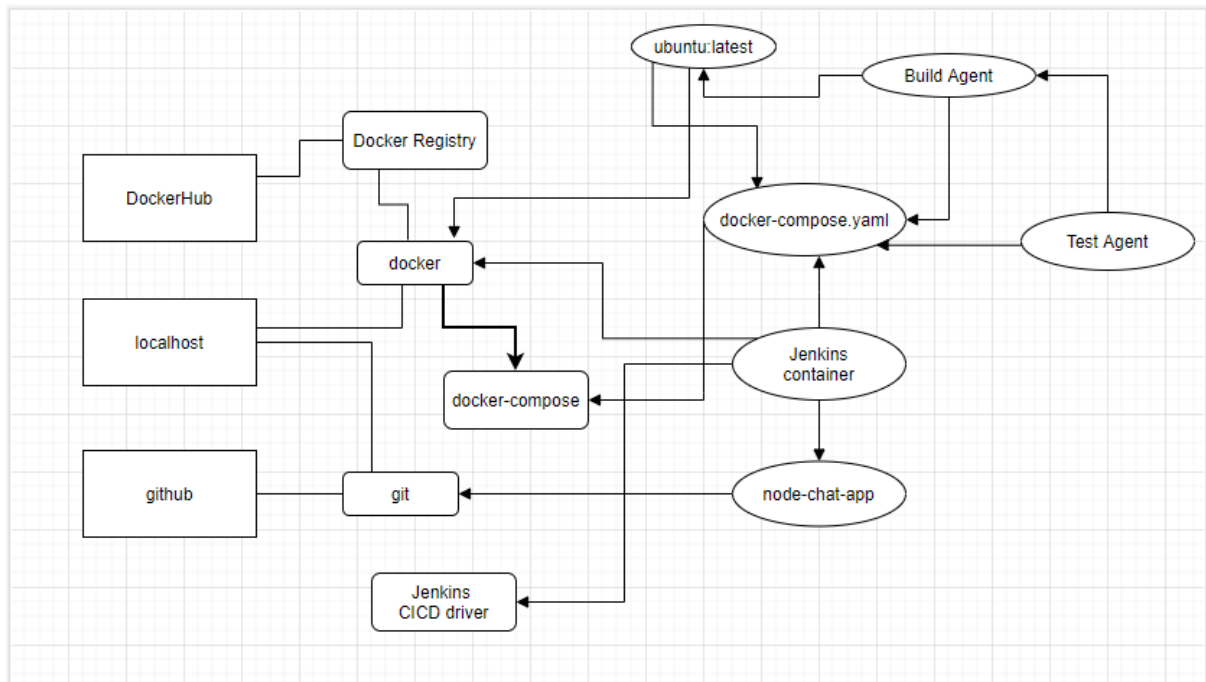 ubuntu:latest
Build Agent
Docker Registry
DockerHub
docker-compose.yaml
Test Agent
docker
localhost
Jenkins
container
docker-compose
github
git
node-chat-app
Jenkins
CICD driver